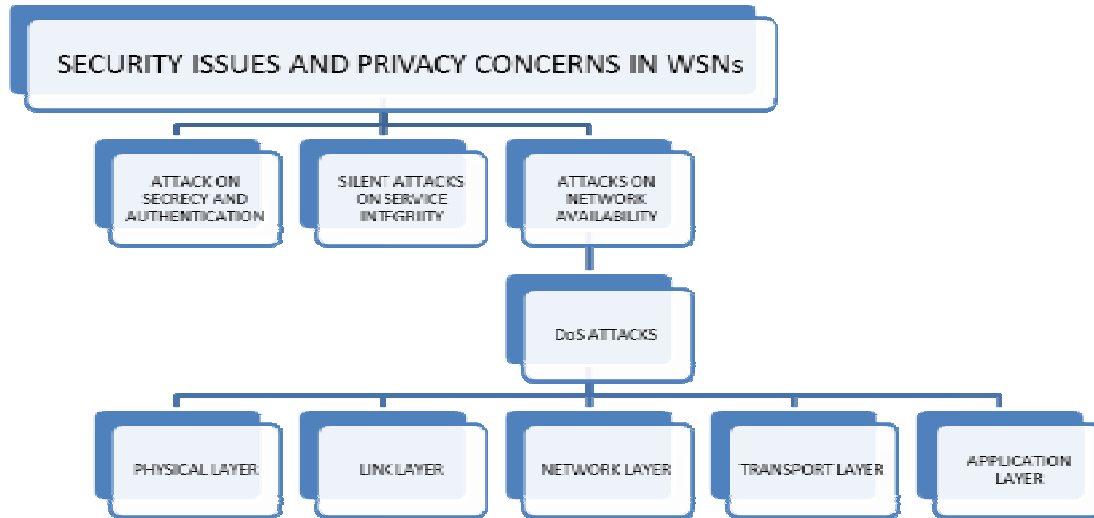 SECURITY ISSUES AND PRIVACY CONCERNS IN WSNs
ATTACK ON
SECRECY AND
AUTHENTICATION
SILENT ATTACKS
ON SERVICE
INTEGRIITY
ATTACKS ON
NETWORK
AVAILABILITY
DoS ATTACKS
PHYSICAL LAYER
LINK LAYER
NETWORK LAYER
TRANSPORT LAYER
APPLICATION
LAYER